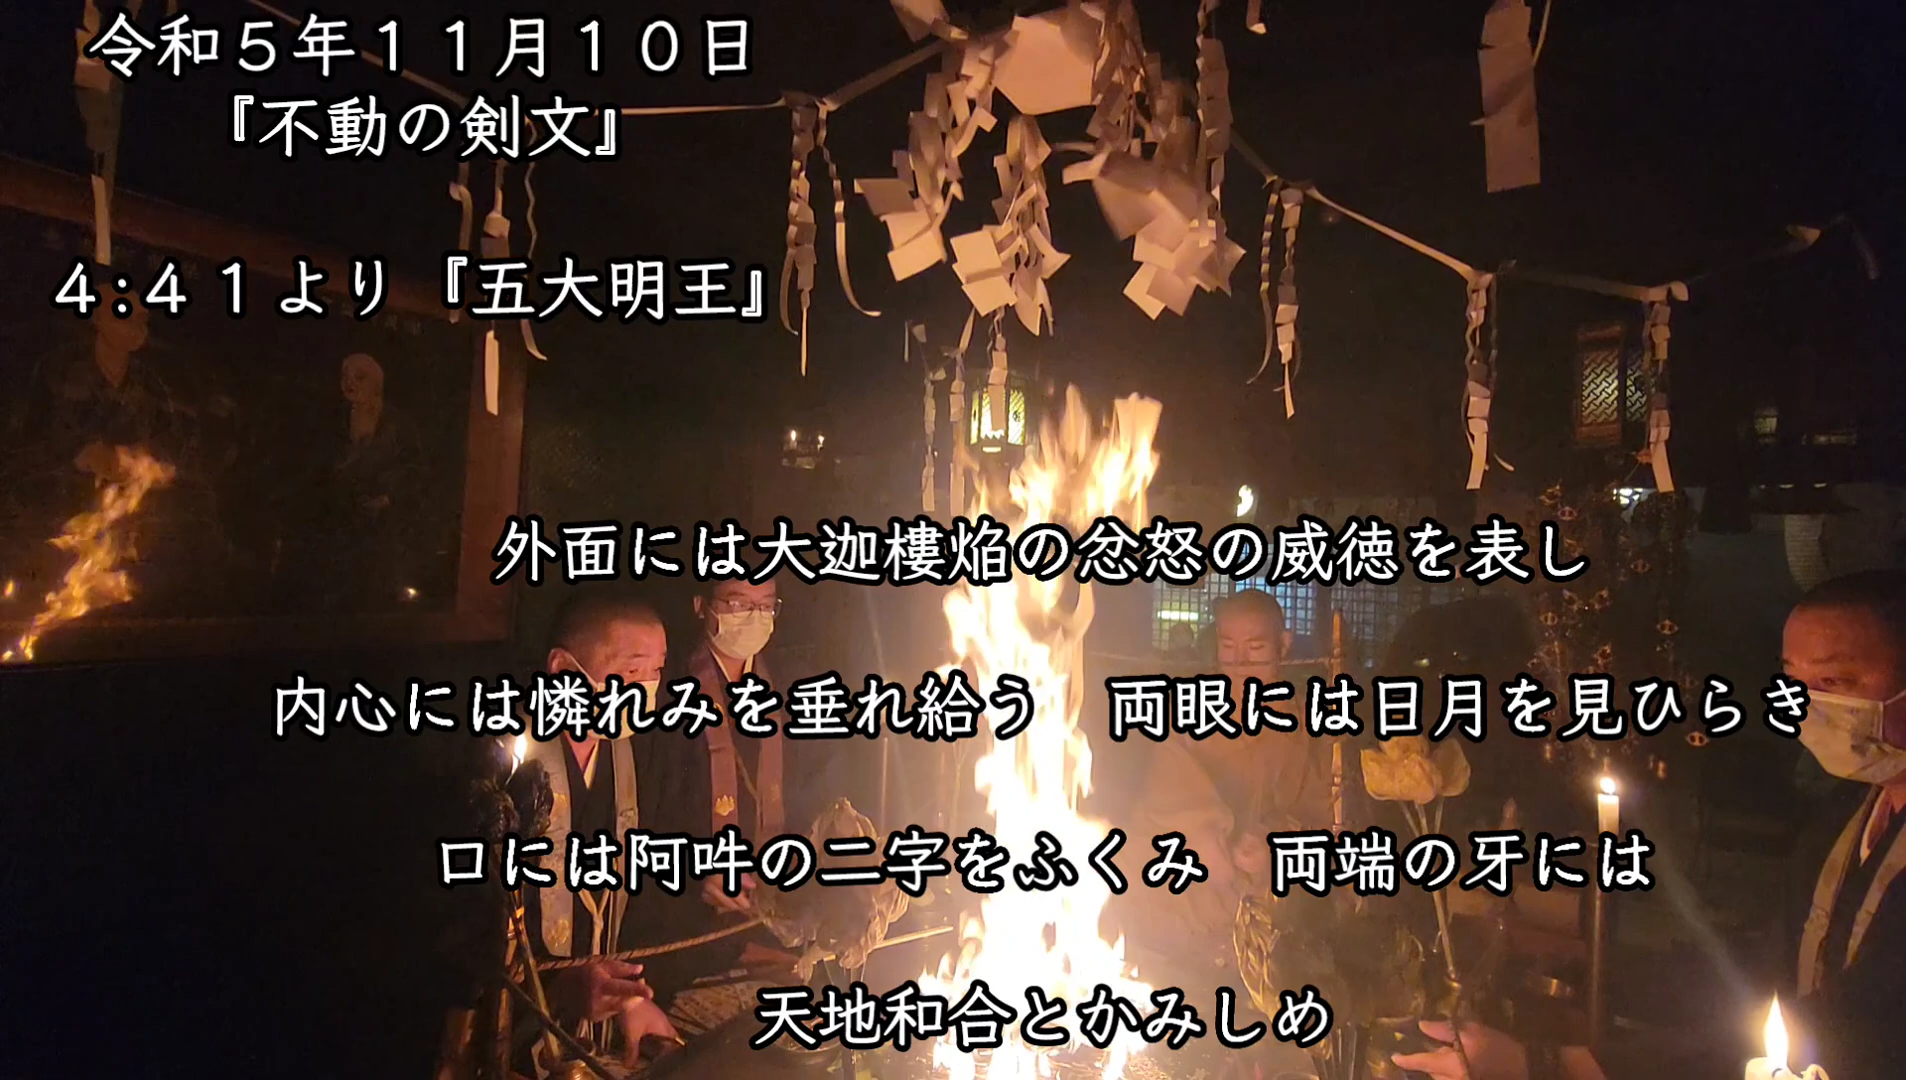 令和５年１１月１０日
『不動の剣文』
４:４１より『五大明王』
外面には大迦樓焔の忿怒の威徳を表し
内心には憐れみを垂れ給う　両眼には日月を見ひらき
口には阿吽の二字をふくみ　両端の牙には
天地和合とかみしめ